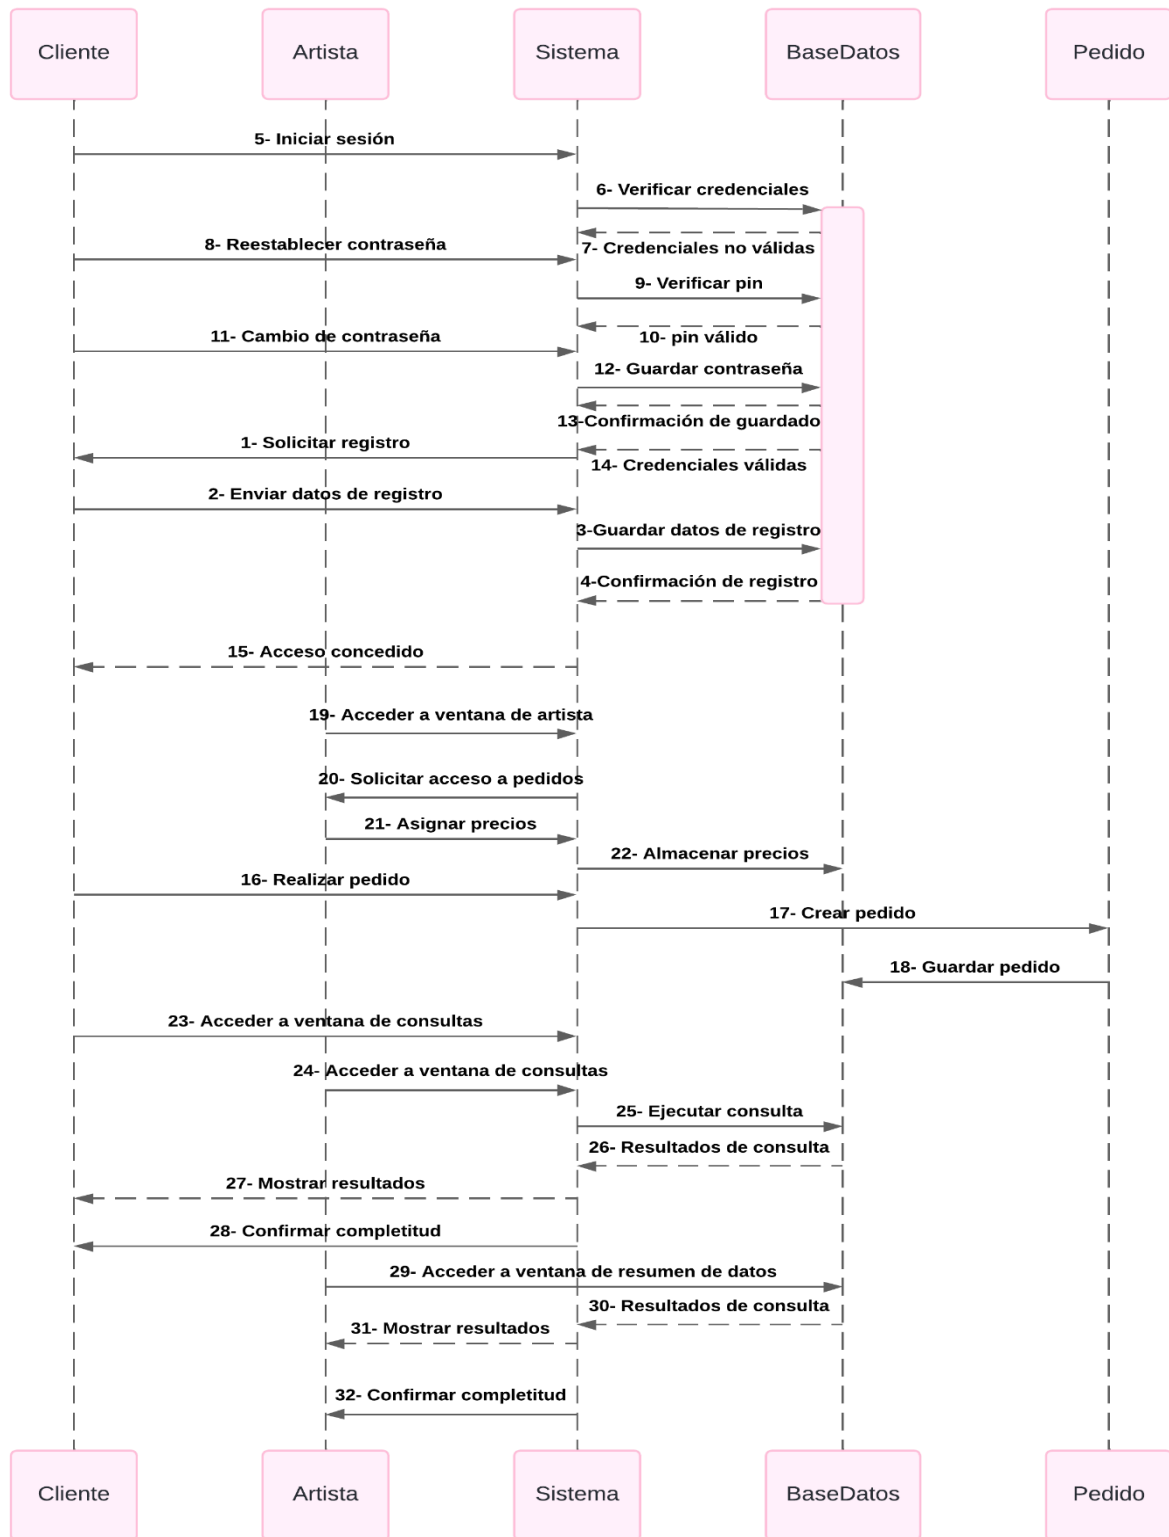 Cliente
Artista
Sistema
BaseDatos
Pedido
5- Iniciar sesión
6- Verificar credenciales
8- Reestablecer contraseña
7- Credenciales no válidas
9- Verificar pin
11- Cambio de contraseña
10- pin válido
12- Guardar contraseña
13-Confirmación de guardado
1- Solicitar registro
14- Credenciales válidas
2- Enviar datos de registro
3-Guardar datos de registro
4-Confirmación de registro
15- Acceso concedido
19- Acceder a ventana de artista
20- Solicitar acceso a pedidos
21- Asignar precios
22- Almacenar precios
16- Realizar pedido
17- Crear pedido
18- Guardar pedido
23- Acceder a ventana de consultas
24- Acceder a ventana de consultas
25- Ejecutar consulta
26- Resultados de consulta
27- Mostrar resultados
28- Confirmar completitud
29- Acceder a ventana de resumen de datos
30- Resultados de consulta
31- Mostrar resultados
32- Confirmar completitud
Cliente
Artista
Sistema
BaseDatos
Pedido